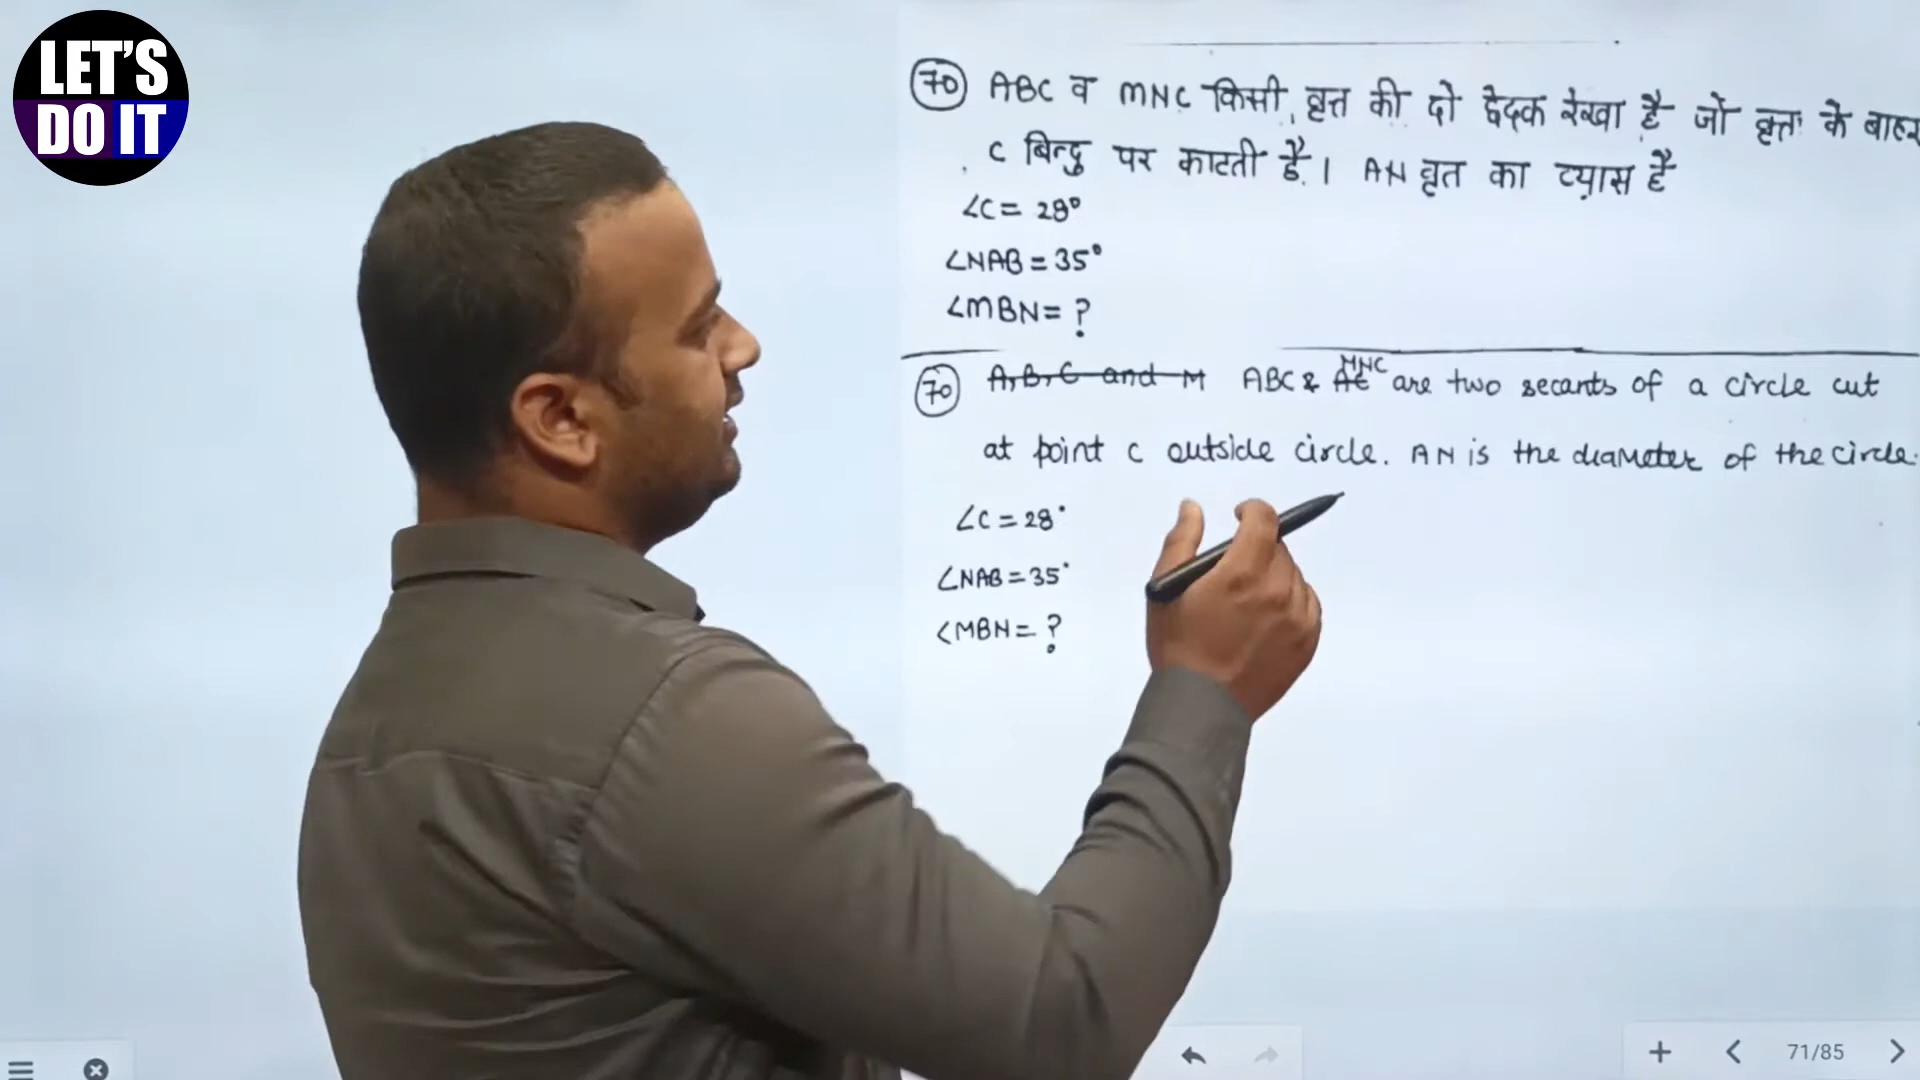 LET'S
DO IT
70 ABC व MNC किसी वृत्त की दो छेदक रेखा है जो वृत्त के बाहर
C बिन्दु पर काटती है। AN वृत का व्यास है
∠C = 28°
∠NAB = 35°
∠MBN = ?
70 A,B,C and M ABC & MNC are two secants of a circle cut
at point C outside circle. AN is the diameter of the circle.
∠C = 28°
∠NAB = 35°
∠MBN = ?
71/85